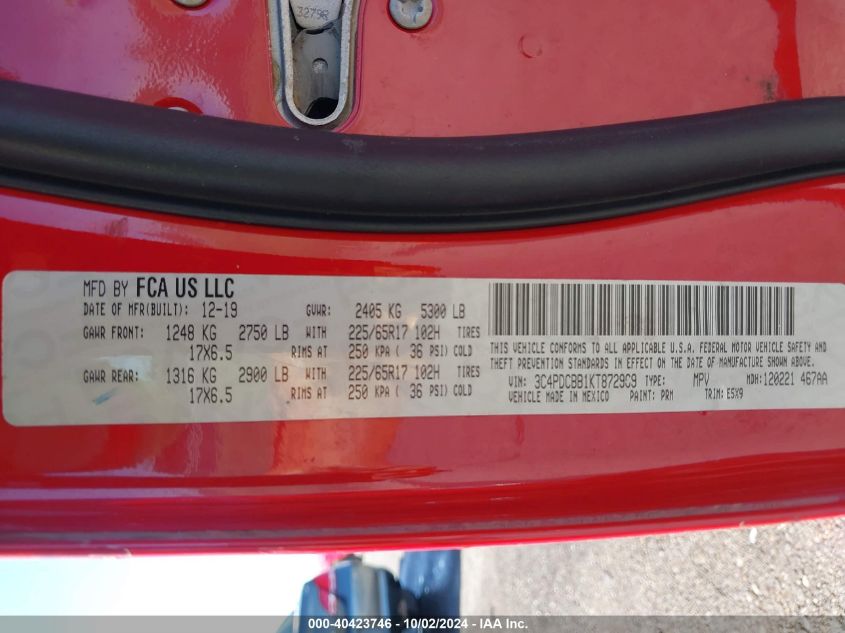 3279R
MFD BY FCA US LLC
DATE OF MFR(BUILT): 12-19 GVWR: 2405 KG 5300 LB
GAWR FRONT: 1248 KG 2750 LB WITH 225/65R17 102H TIRES
17X6.5 RIMS AT 250 KPA ( 36 PSI) COLD
GAWR REAR: 1316 KG 2900 LB WITH 225/65R17 102H TIRES
17X6.5 RIMS AT 250 KPA ( 36 PSI) COLD
THIS VEHICLE CONFORMS TO ALL APPLICABLE U.S.A. FEDERAL MOTOR VEHICLE SAFETY AND
THEFT PREVENTION STANDARDS IN EFFECT ON THE DATE OF MANUFACTURE SHOWN ABOVE.
VIN: 3C4PDCBB1KT8729C9 TYPE: MPV MDH: 120221 467AA
VEHICLE MADE IN MEXICO PAINT: PRM TRIM: E5X9
000-40423746 - 10/02/2024 - IAA Inc.